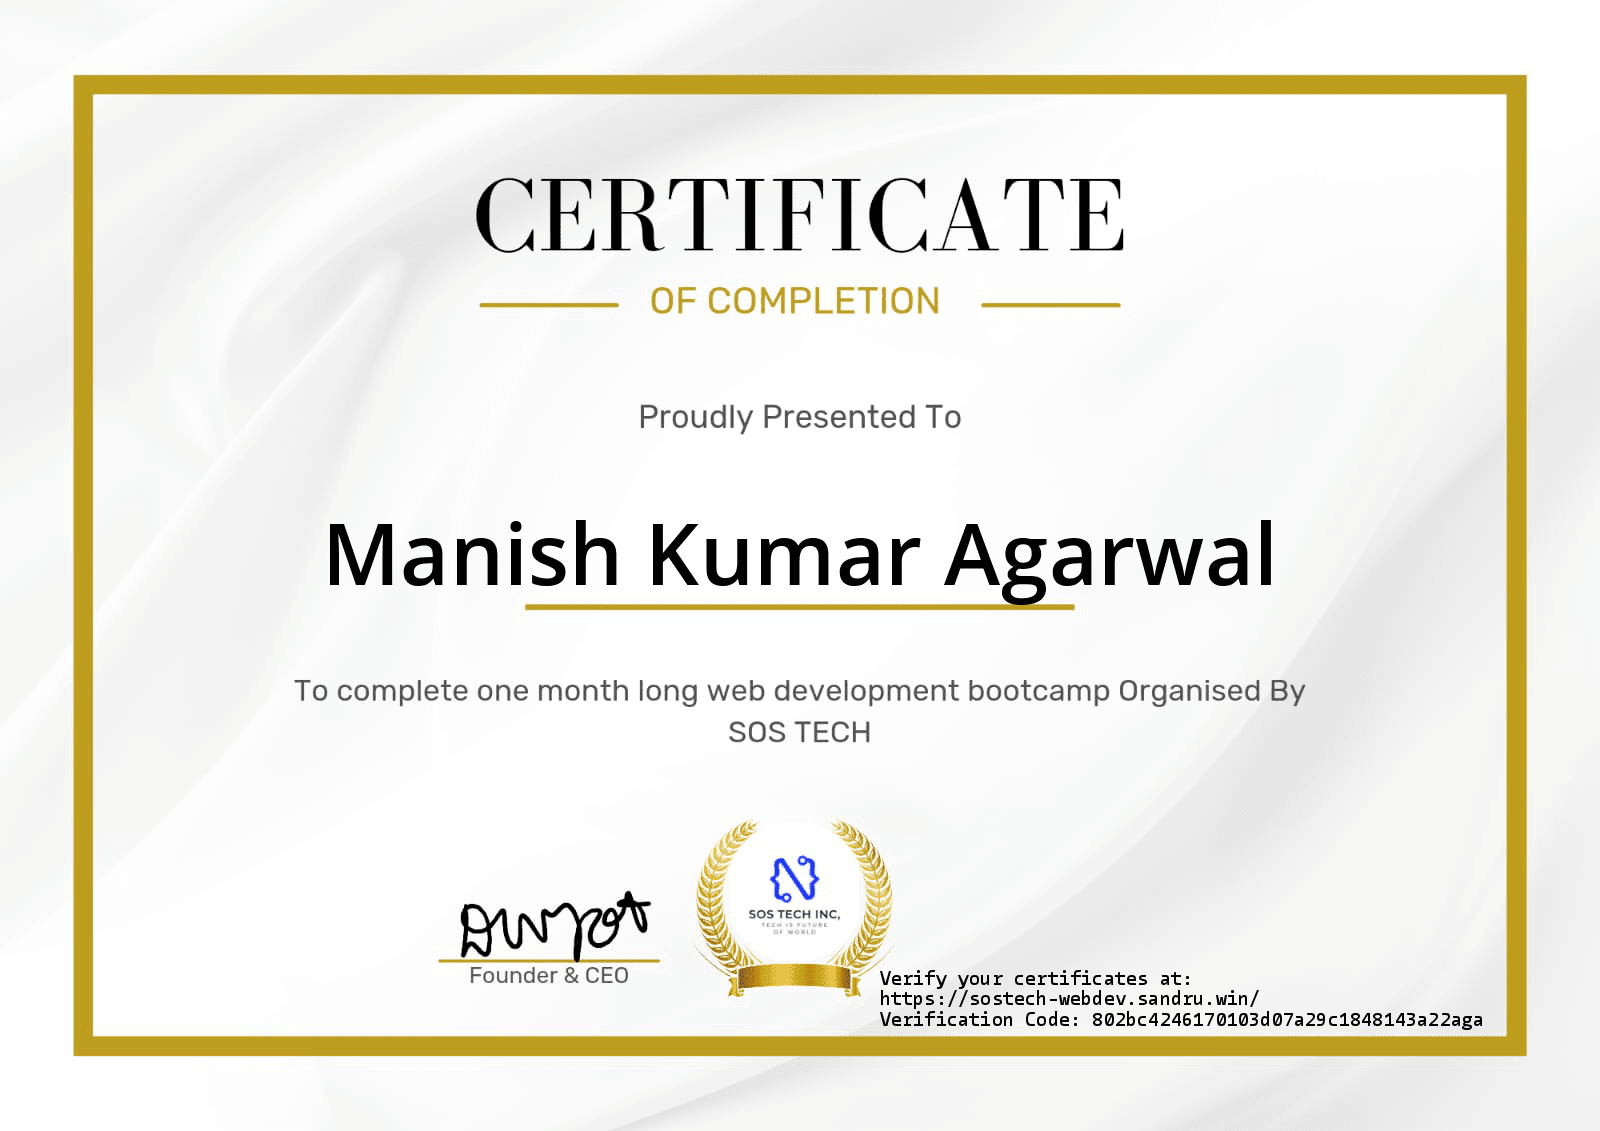 CERTIFICATE
OF COMPLETION
Proudly Presented To
Manish Kumar Agarwal
To complete one month long web development bootcamp Organised By
SOS TECH
Founder & CEO
SOS TECH INC,
TECH IS FUTURE
OF WORLD
Verify your certificates at:
https://sostech-webdev.sandru.win/
Verification Code: 802bc4246170103d07a29c1848143a22aga